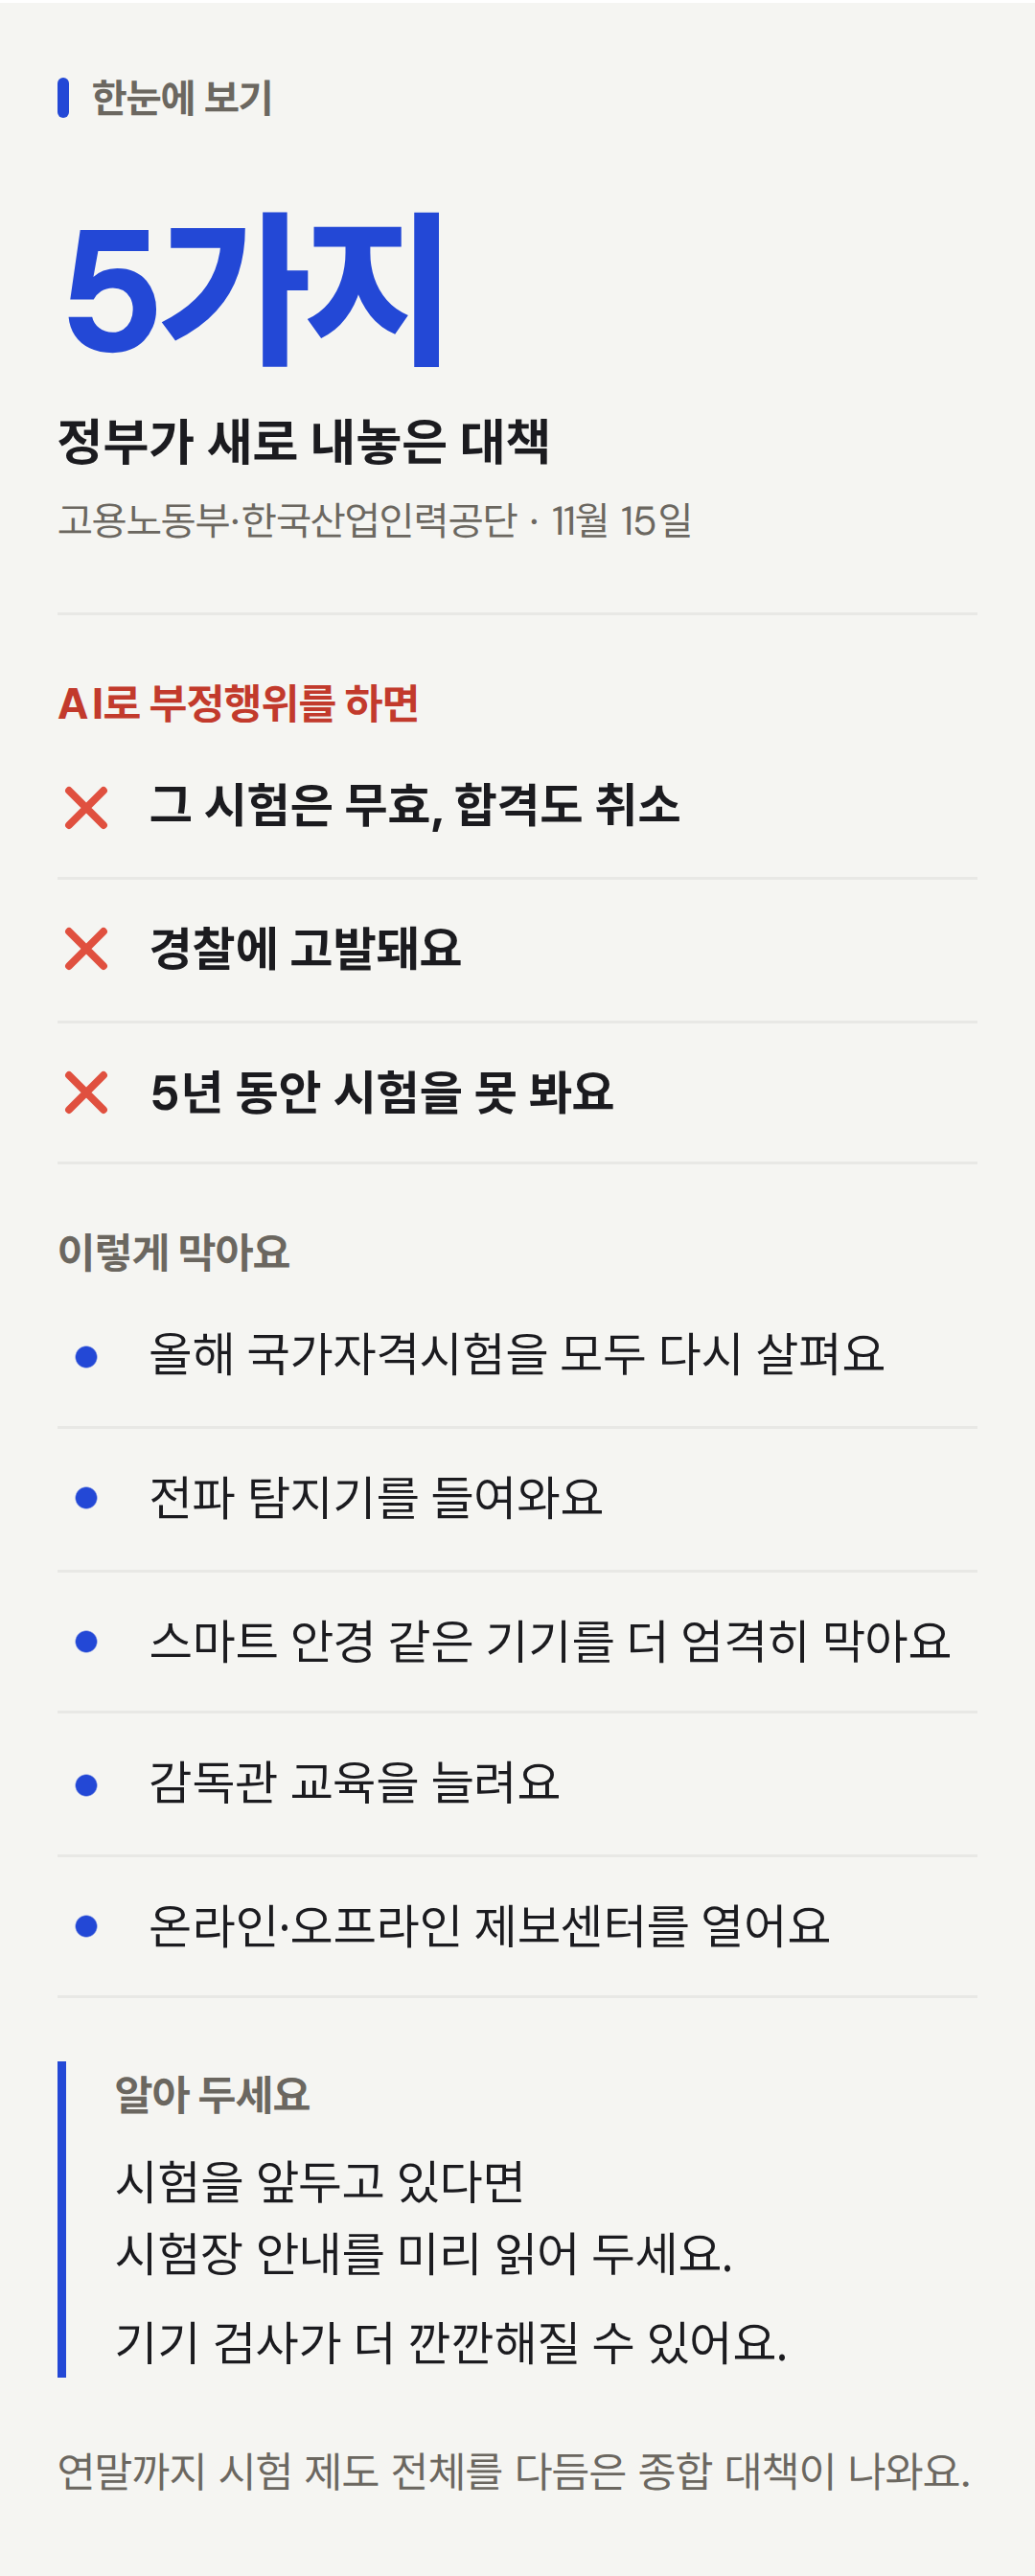 한눈에 보기
5가지
정부가 새로 내놓은 대책
고용노동부·한국산업인력공단 · 11월 15일
AI로 부정행위를 하면
그 시험은 무효, 합격도 취소
경찰에 고발돼요
5년 동안 시험을 못 봐요
이렇게 막아요
올해 국가자격시험을 모두 다시 살펴요
전파 탐지기를 들여와요
스마트 안경 같은 기기를 더 엄격히 막아요
감독관 교육을 늘려요
온라인·오프라인 제보센터를 열어요
알아 두세요
시험을 앞두고 있다면
시험장 안내를 미리 읽어 두세요.
기기 검사가 더 깐깐해질 수 있어요.
연말까지 시험 제도 전체를 다듬은 종합 대책이 나와요.